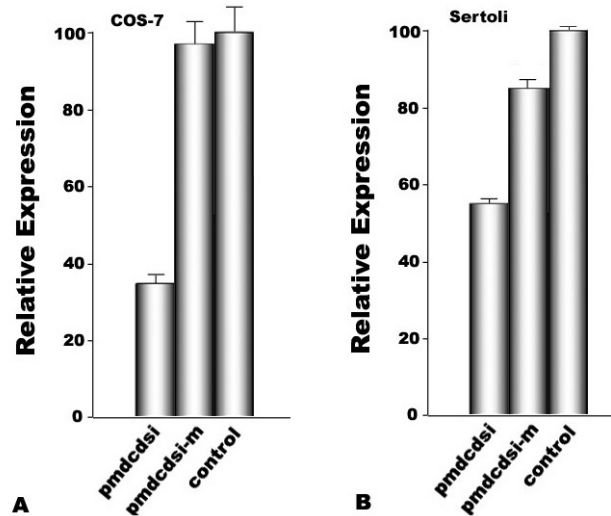 COS-7
Relative Expression
100
80
60
40
20
0
pmdcdsi
pmdcdsi-m
control
A
Sertoli
Relative Expression
100
80
60
40
20
0
pmdcdsi
pmdcdsi-m
control
B